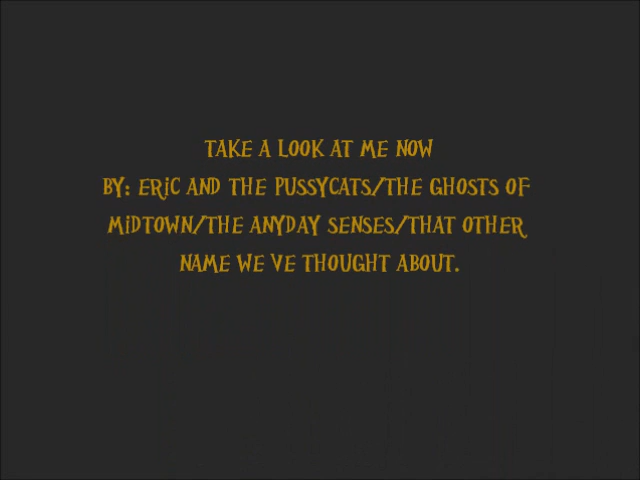 TAKE A LOOK AT ME NOW
BY: ERIC AND THE PUSSYCATS/THE GHOSTS OF
MIDTOWN/THE ANYDAY SENSES/THAT OTHER
NAME WE VE THOUGHT ABOUT.